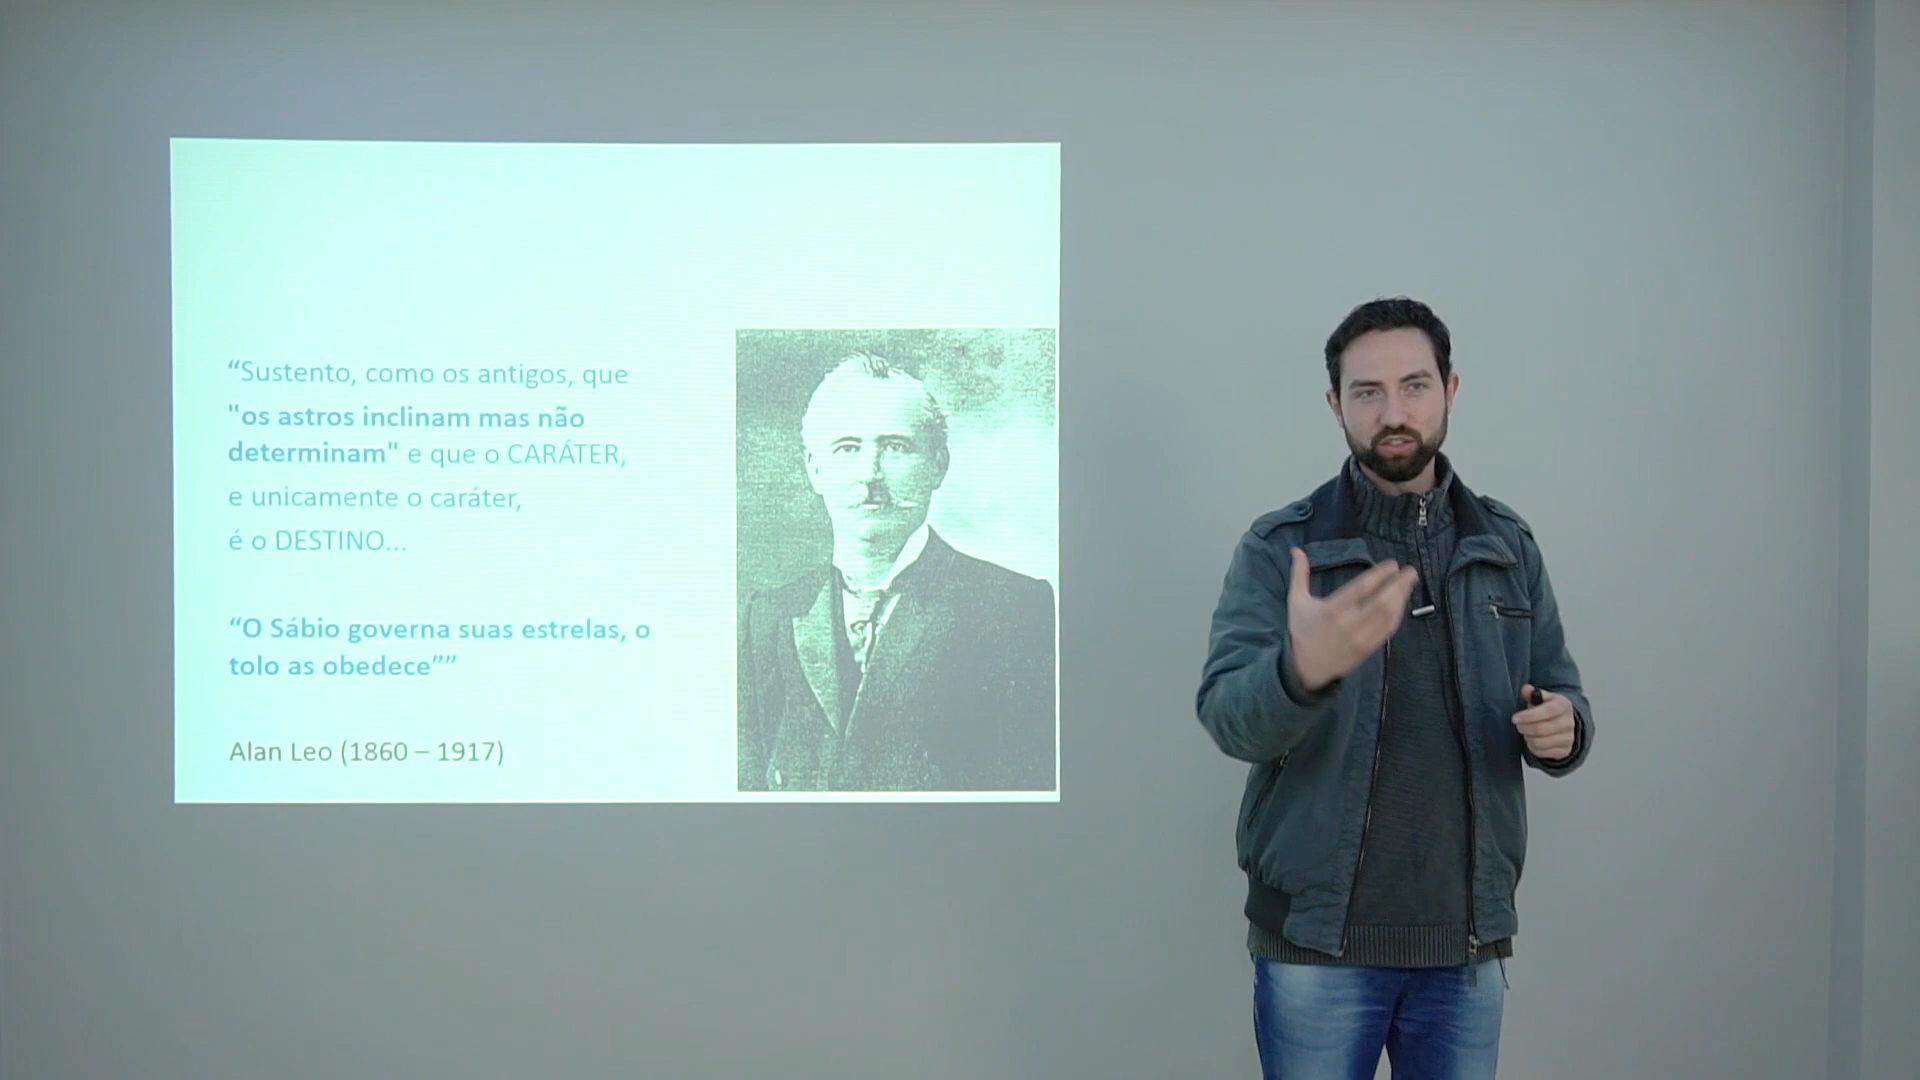 “Sustento, como os antigos, que
"os astros inclinam mas não
determinam" e que o CARÁTER,
e unicamente o caráter,
é o DESTINO...
“O Sábio governa suas estrelas, o
tolo as obedece””
Alan Leo (1860 – 1917)